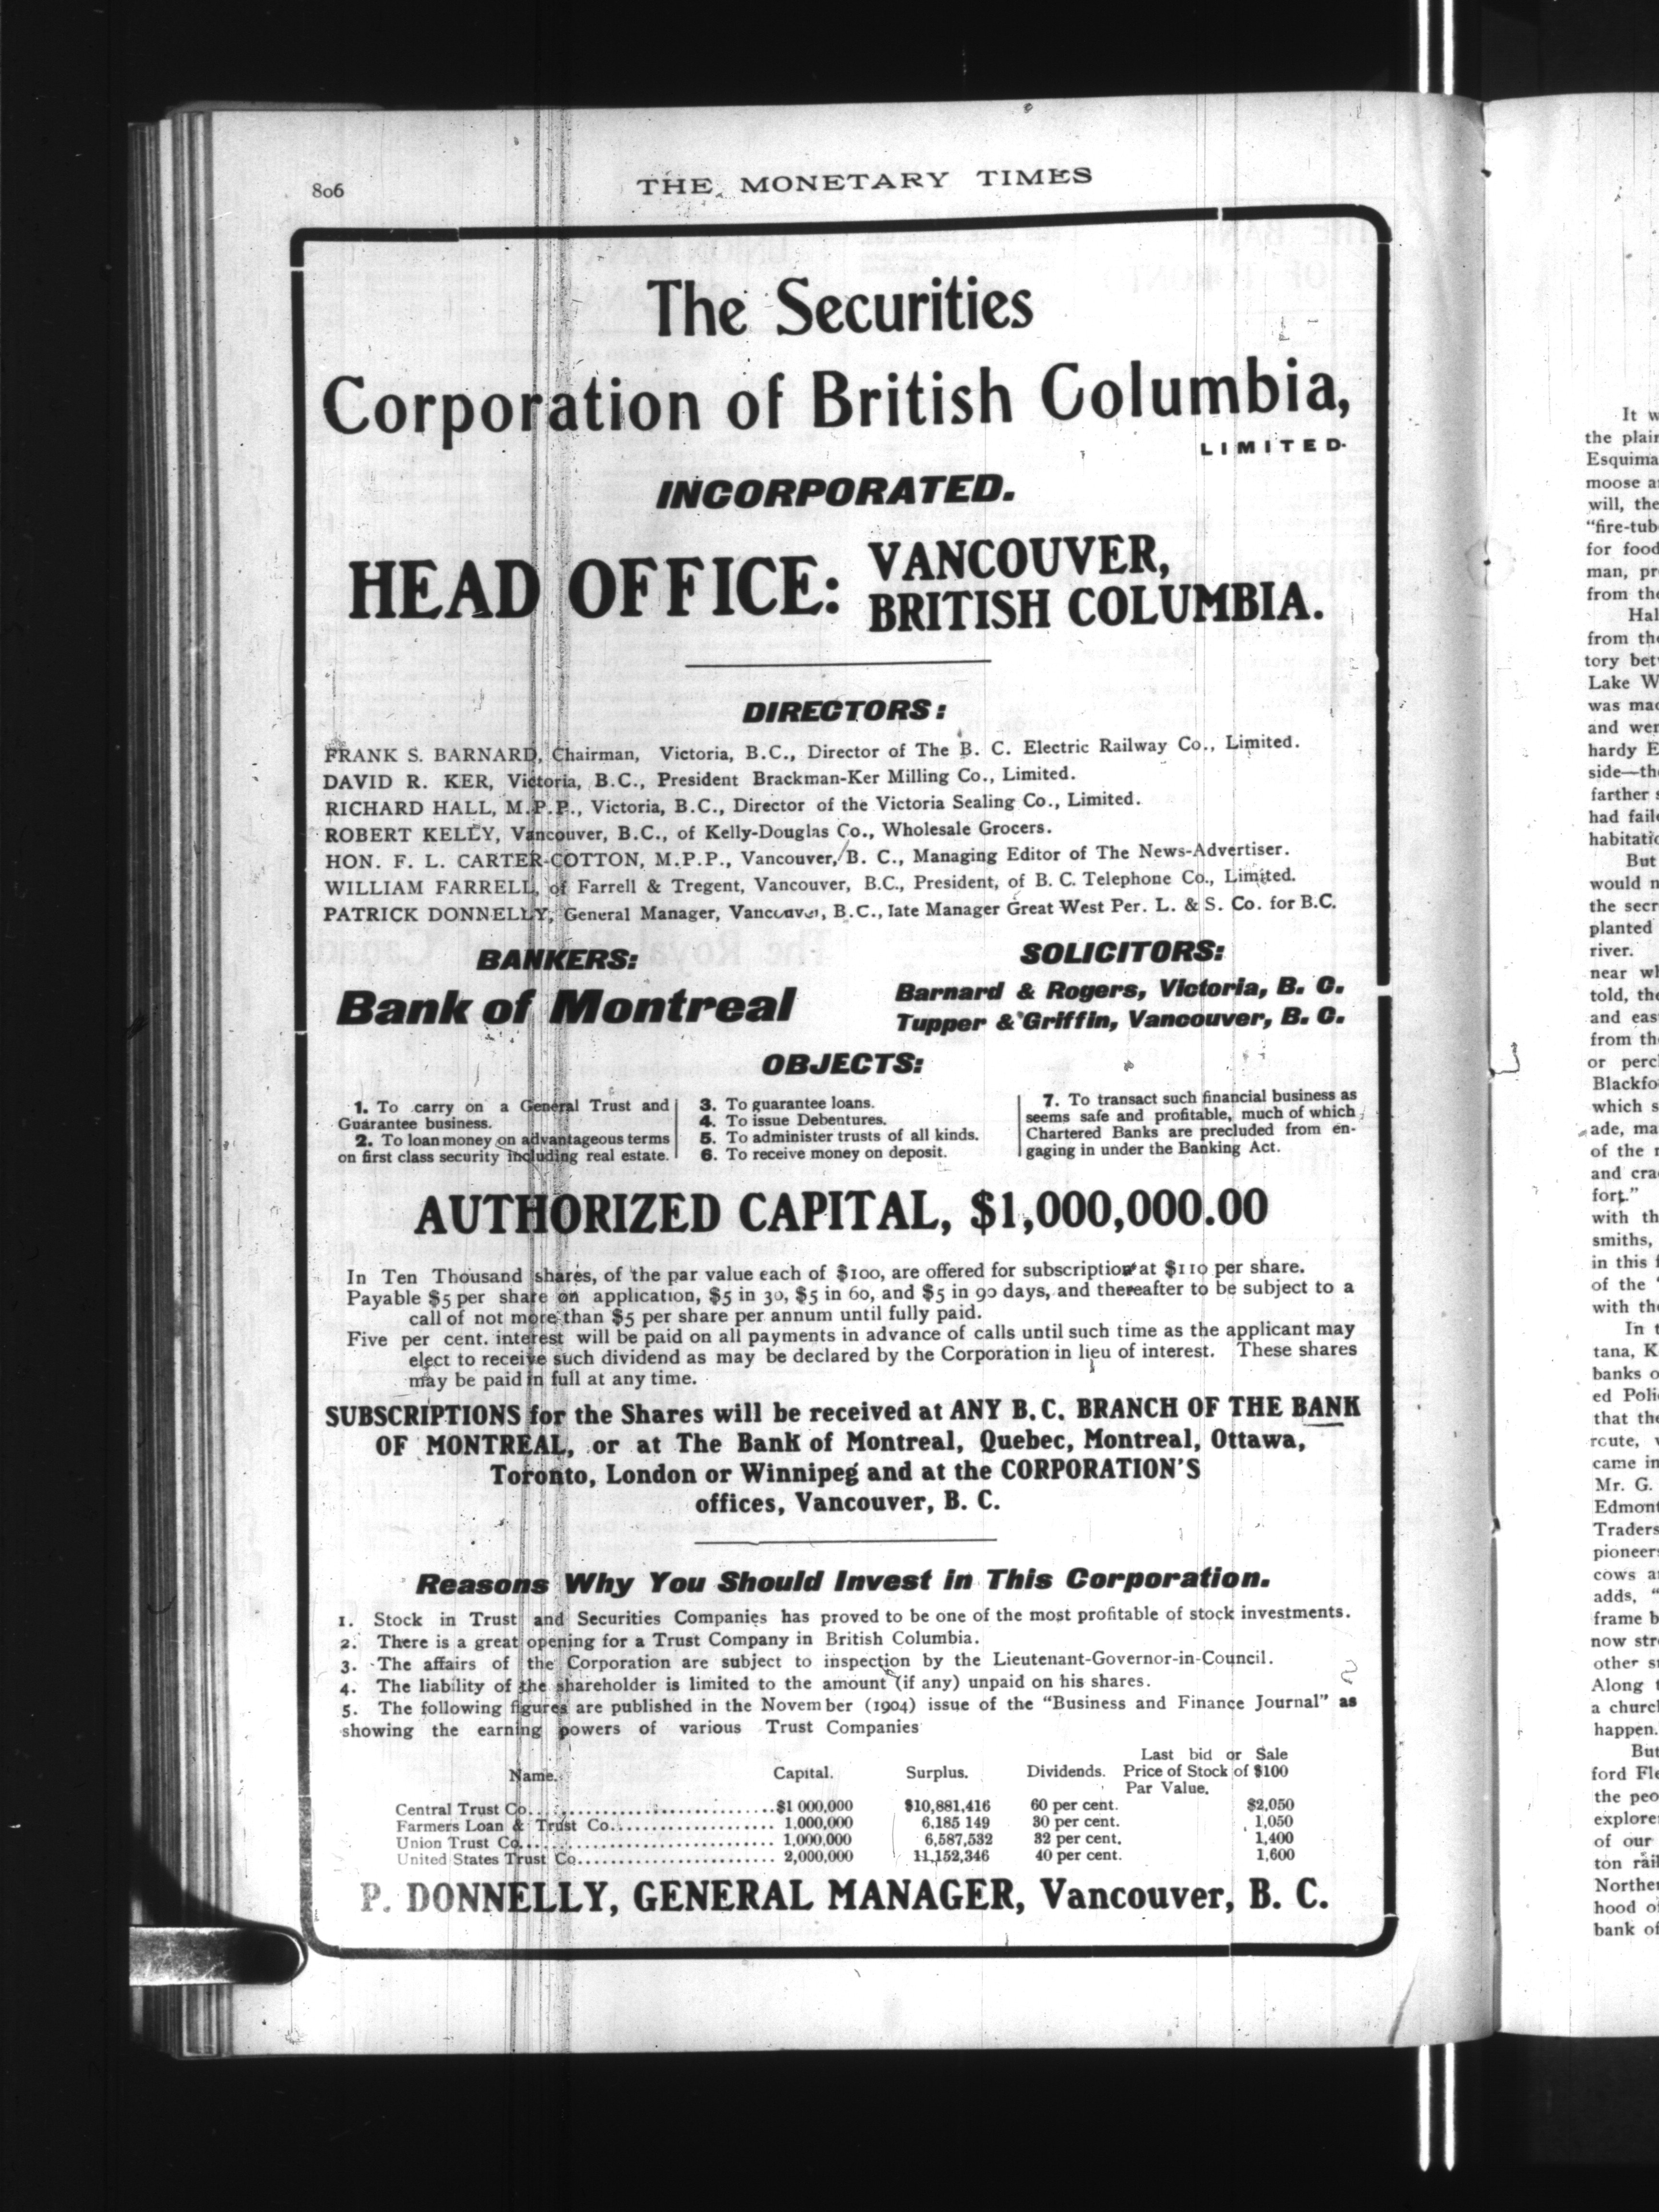 806
THE MONETARY TIMES
The Securities
Corporation of British Columbia,
LIMITED.
INCORPORATED.
HEAD OFFICE:
VANCOUVER,
BRITISH COLUMBIA.
DIRECTORS:
FRANK S. BARNARD, Chairman, Victoria, B.C., Director of The B. C. Electric Railway Co., Limited.
DAVID R. KER, Victoria, B.C., President Brackman-Ker Milling Co., Limited.
RICHARD HALL, M.P.P., Victoria, B.C., Director of the Victoria Sealing Co., Limited.
ROBERT KELLY, Vancouver, B.C., of Kelly-Douglas Co., Wholesale Grocers.
HON. F. L. CARTER-COTTON, M.P.P., Vancouver, B. C., Managing Editor of The News-Advertiser.
WILLIAM FARRELL, of Farrell & Tregent, Vancouver, B.C., President, of B. C. Telephone Co., Limited.
PATRICK DONNELLY, General Manager, Vancouver, B.C., late Manager Great West Per. L. & S. Co. for B.C.
BANKERS:
Bank of Montreal
SOLICITORS:
Barnard & Rogers, Victoria, B. C.
Tupper & Griffin, Vancouver, B. C.
OBJECTS:
1. To carry on a General Trust and
Guarantee business.
2. To loan money on advantageous terms
on first class security including real estate.
3. To guarantee loans.
4. To issue Debentures.
5. To administer trusts of all kinds.
6. To receive money on deposit.
7. To transact such financial business as
seems safe and profitable, much of which
Chartered Banks are precluded from en-
gaging in under the Banking Act.
AUTHORIZED CAPITAL, $1,000,000.00
In Ten Thousand shares, of the par value each of $100, are offered for subscription at $110 per share.
Payable $5 per share on application, $5 in 30, $5 in 60, and $5 in 90 days, and thereafter to be subject to a
call of not more than $5 per share per annum until fully paid.
Five per cent. interest will be paid on all payments in advance of calls until such time as the applicant may
elect to receive such dividend as may be declared by the Corporation in lieu of interest. These shares
may be paid in full at any time.
SUBSCRIPTIONS for the Shares will be received at ANY B. C. BRANCH OF THE BANK
OF MONTREAL, or at The Bank of Montreal, Quebec, Montreal, Ottawa,
Toronto, London or Winnipeg and at the CORPORATION'S
offices, Vancouver, B. C.
Reasons Why You Should Invest in This Corporation.
1. Stock in Trust and Securities Companies has proved to be one of the most profitable of stock investments.
2. There is a great opening for a Trust Company in British Columbia.
3. The affairs of the Corporation are subject to inspection by the Lieutenant-Governor-in-Council.
4. The liability of the shareholder is limited to the amount (if any) unpaid on his shares.
5. The following figures are published in the November (1904) issue of the "Business and Finance Journal" as
showing the earning powers of various Trust Companies
Name. Capital. Surplus. Dividends. Last bid or Sale
Price of Stock of $100
Par Value.
Central Trust Co. $1 000,000 $10,881,416 60 per cent. $2,050
Farmers Loan & Trust Co. 1,000,000 6,185 149 30 per cent. 1,050
Union Trust Co. 1,000,000 6,587,532 32 per cent. 1,400
United States Trust Co. 2,000,000 11,152,346 40 per cent. 1,600
P. DONNELLY, GENERAL MANAGER, Vancouver, B. C.